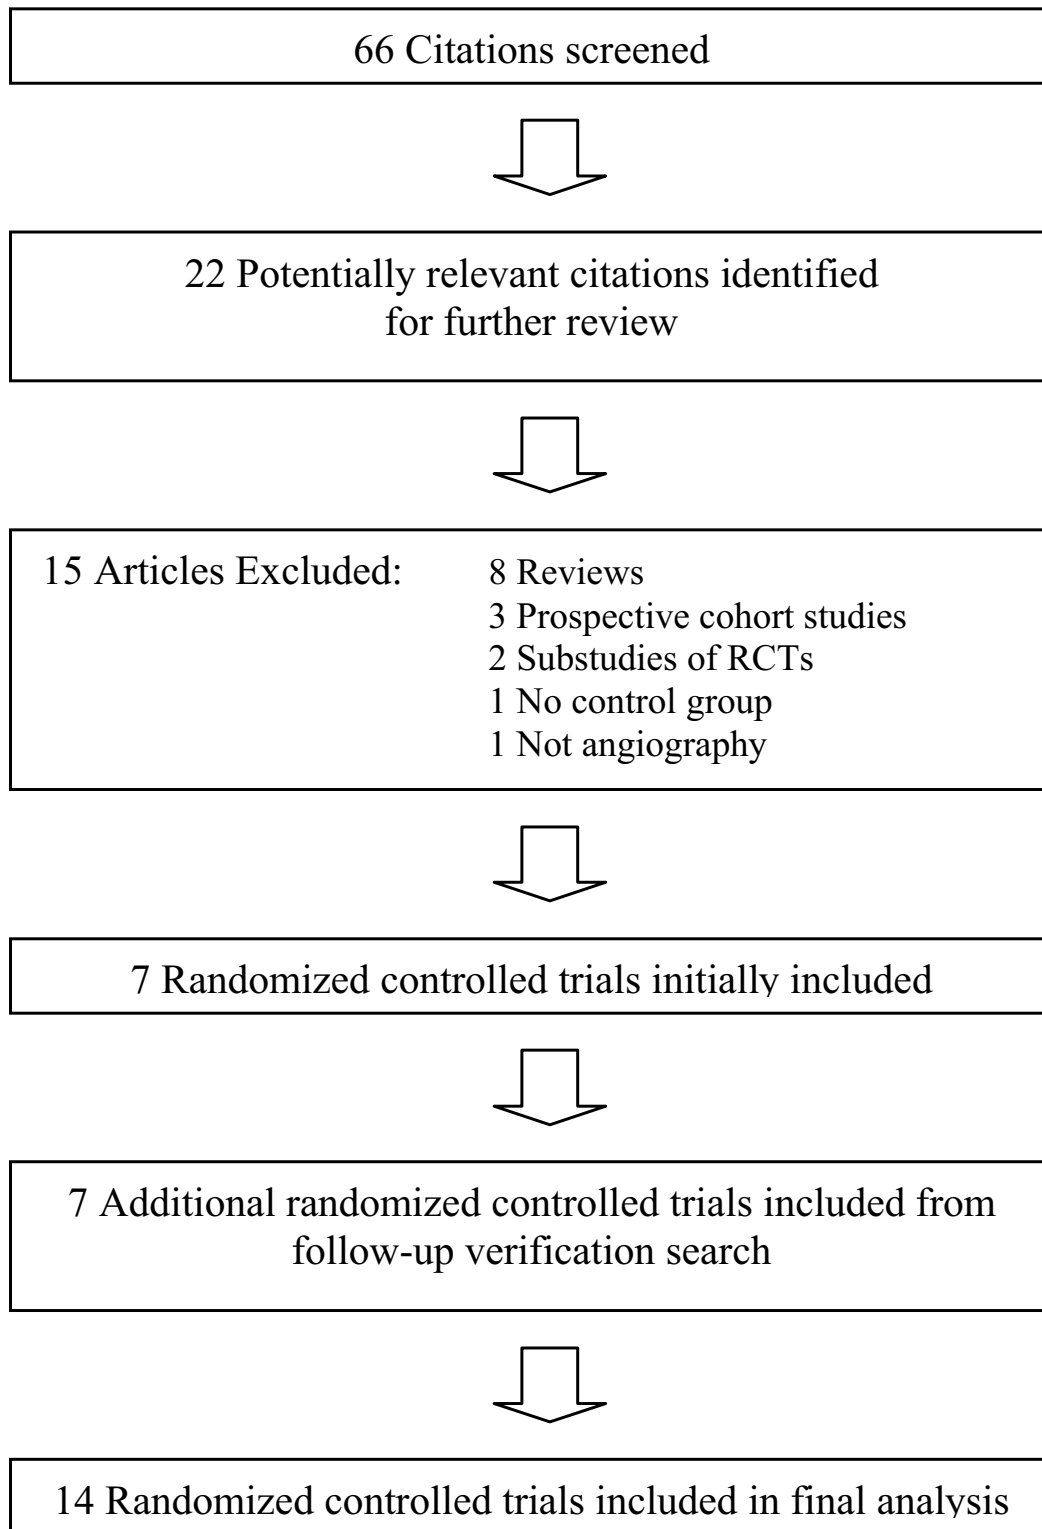 66 Citations screened
22 Potentially relevant citations identified
for further review
15 Articles Excluded: 8 Reviews
3 Prospective cohort studies
2 Substudies of RCTs
1 No control group
1 Not angiography
7 Randomized controlled trials initially included
7 Additional randomized controlled trials included from
follow-up verification search
14 Randomized controlled trials included in final analysis